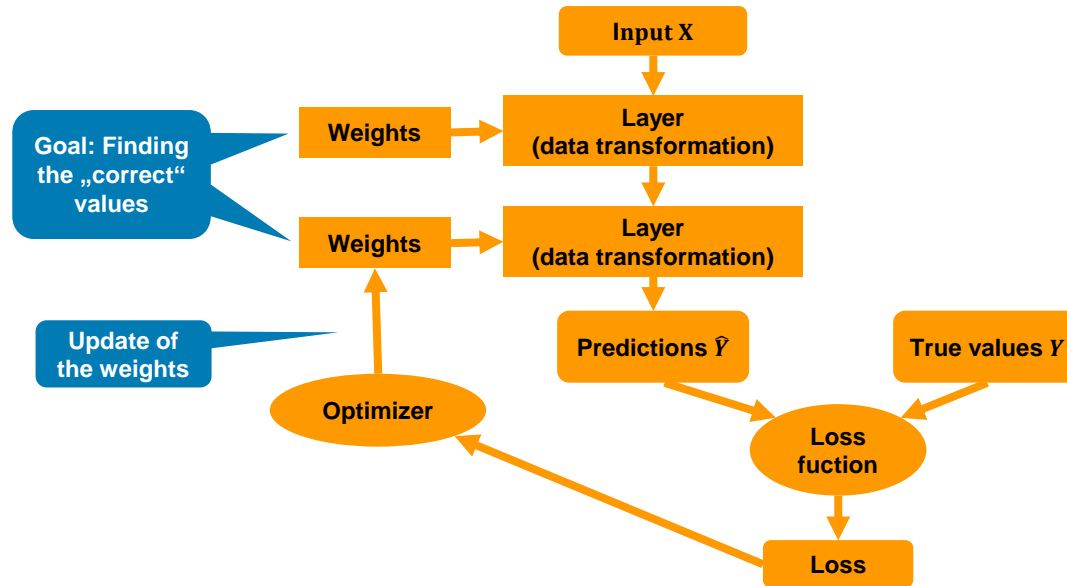 Input X
Goal: Finding
the „correct“
values
Weights
Layer
(data transformation)
Weights
Layer
(data transformation)
Update of
the weights
Predictions Ŷ
True values Y
Optimizer
Loss
fuction
Loss